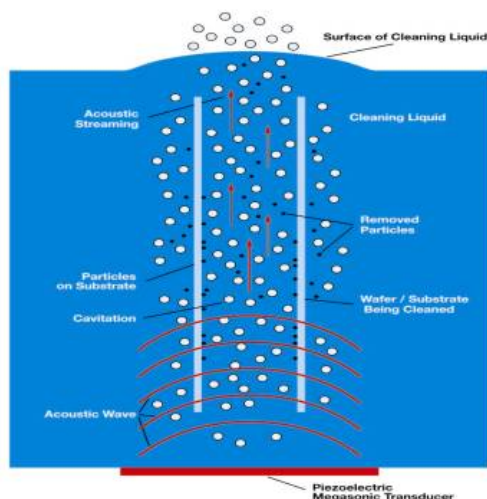 Surface of Cleaning Liquid
Acoustic
Streaming
Cleaning Liquid
Removed
Particles
Particles
on Substrate
Wafer / Substrate
Being Cleaned
Cavitation
Acoustic Wave
Piezoelectric
Megasonic Transducer